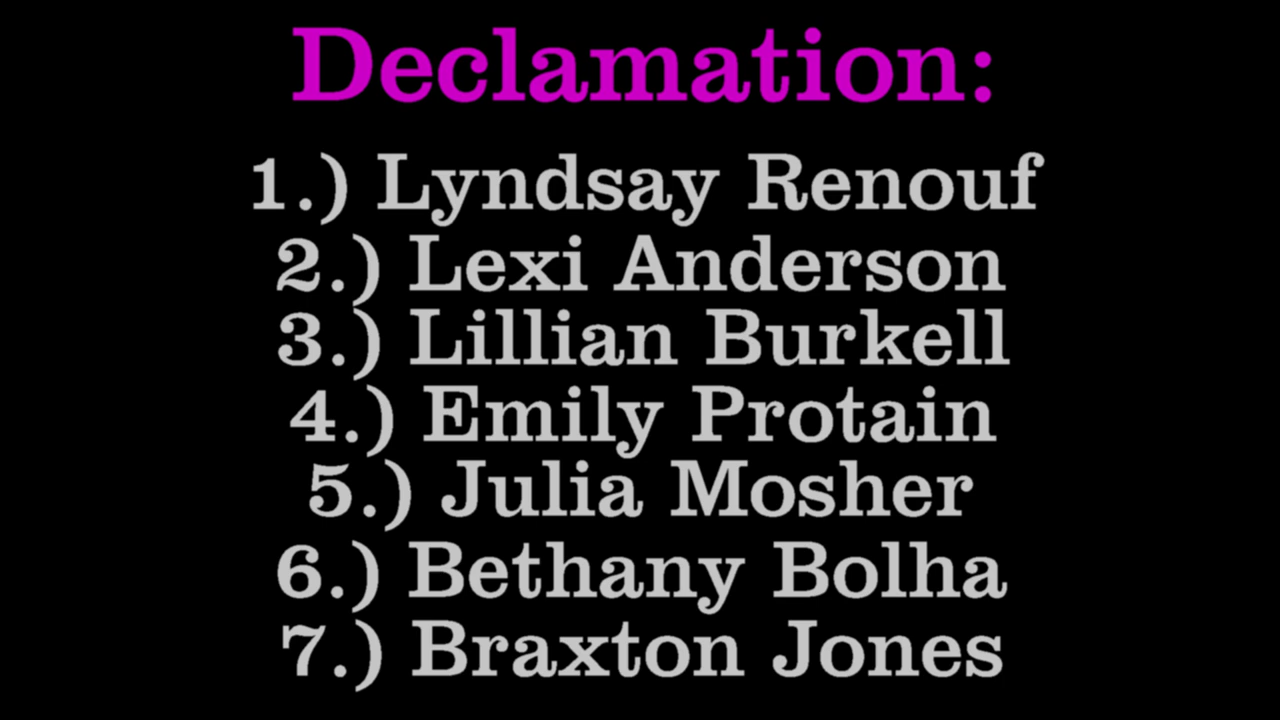 Declamation:
1.) Lyndsay Renouf
2.) Lexi Anderson
3.) Lillian Burkell
4.) Emily Protain
5.) Julia Mosher
6.) Bethany Bolha
7.) Braxton Jones